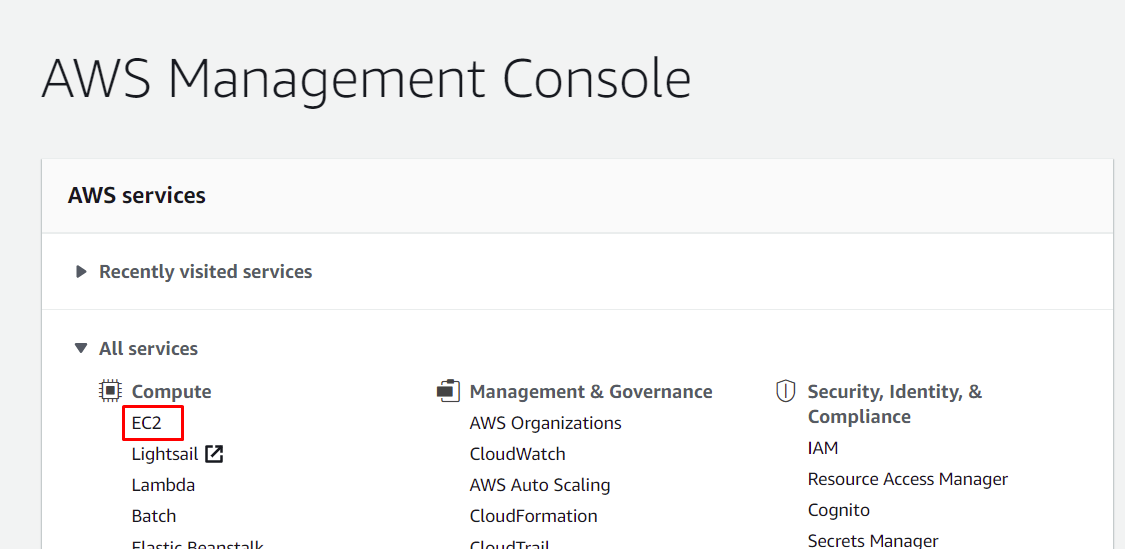 AWS Management Console
AWS services
Recently visited services
All services
Compute
EC2
Lightsail
Lambda
Batch
Elastic Beanstalk
Management & Governance
AWS Organizations
CloudWatch
AWS Auto Scaling
CloudFormation
CloudTrail
Security, Identity, &
Compliance
IAM
Resource Access Manager
Cognito
Secrets Manager